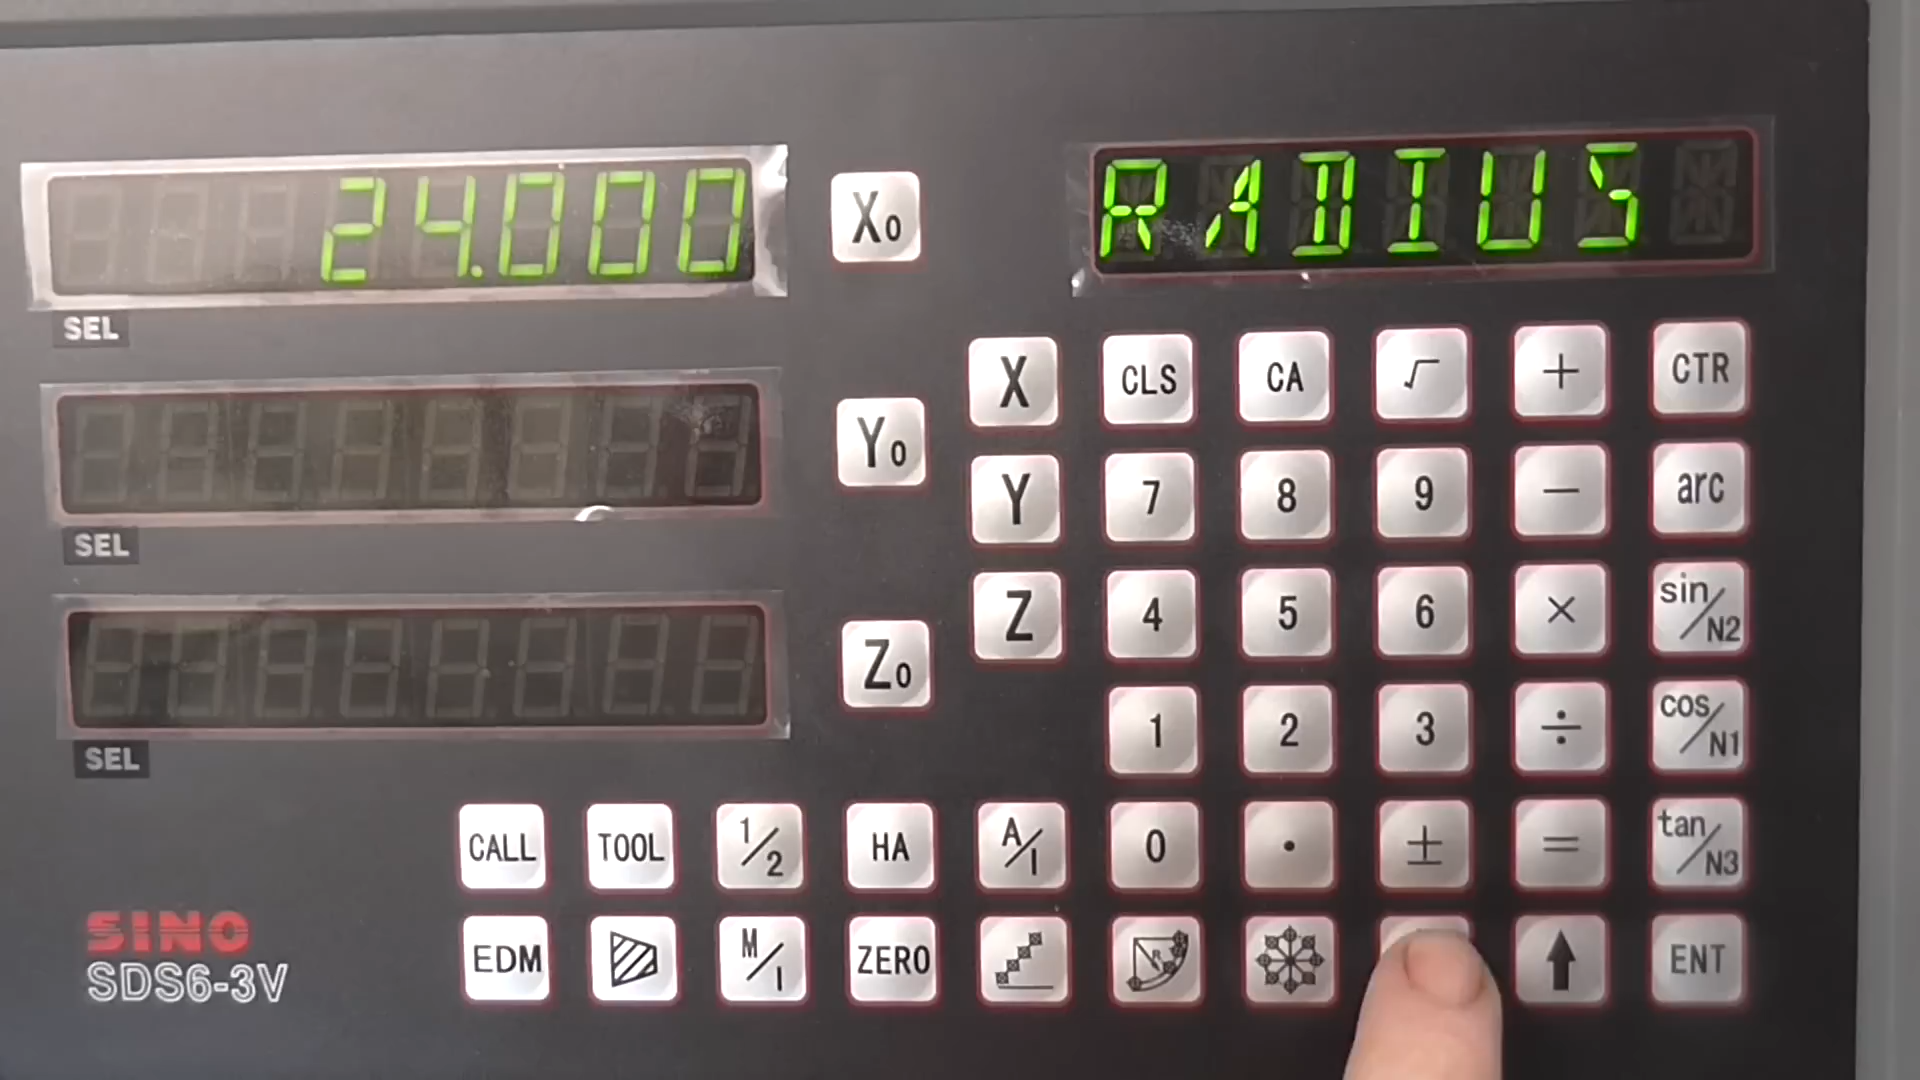 24.000
X0
RADIUS
SEL
X
CLS
CA
√
+
CTR
Y0
Y
7
8
9
—
arc
SEL
Z
4
5
6
×
sin/N2
Z0
1
2
3
÷
cos/N1
SEL
CALL
TOOL
1/2
HA
A/I
0
.
±
=
tan/N3
SINO
SDS6-3V
EDM
M/I
ZERO
R
ENT